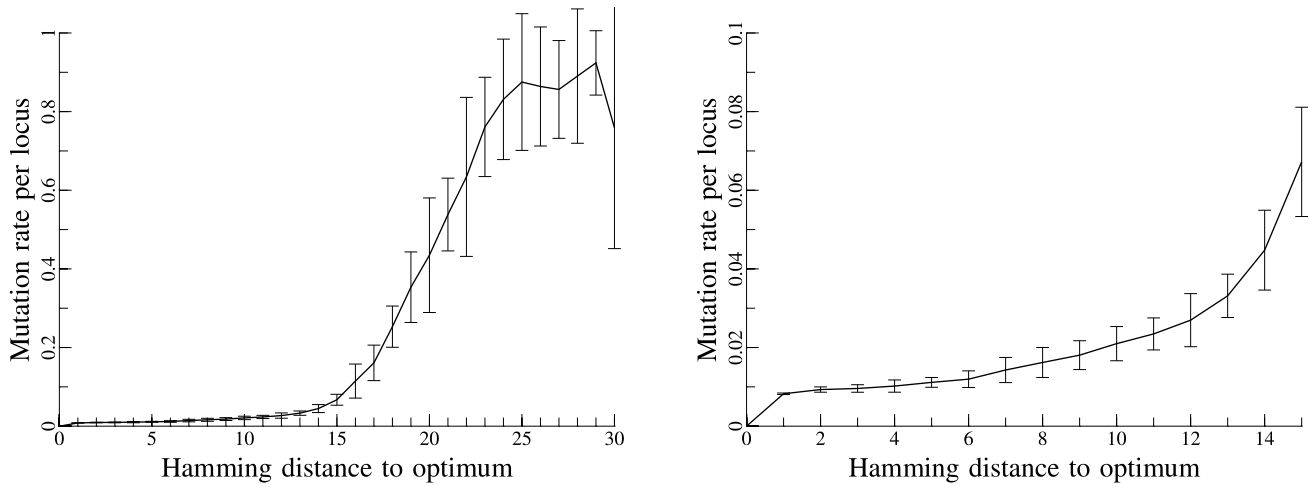 1
0.8
0.6
0.4
0.2
0
Mutation rate per locus
0 5 10 15 20 25 30
Hamming distance to optimum
0.1
0.08
0.06
0.04
0.02
0
Mutation rate per locus
0 2 4 6 8 10 12 14
Hamming distance to optimum